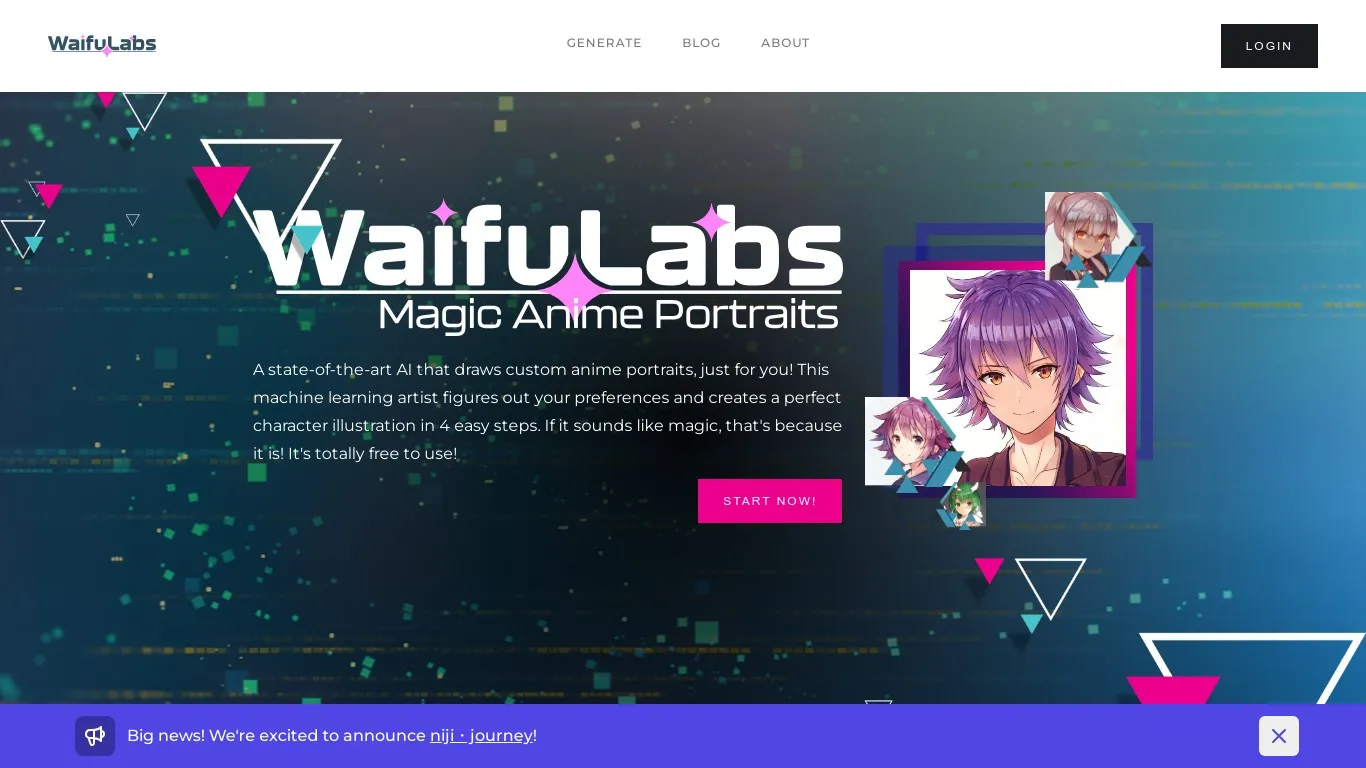 WaifuLabs
GENERATE
BLOG
ABOUT
LOGIN
WaifuLabs
Magic Anime Portraits
A state-of-the-art AI that draws custom anime portraits, just for you! This
machine learning artist figures out your preferences and creates a perfect
character illustration in 4 easy steps. If it sounds like magic, that's because
it is! It's totally free to use!
START NOW!
Big news! We're excited to announce niji・journey!